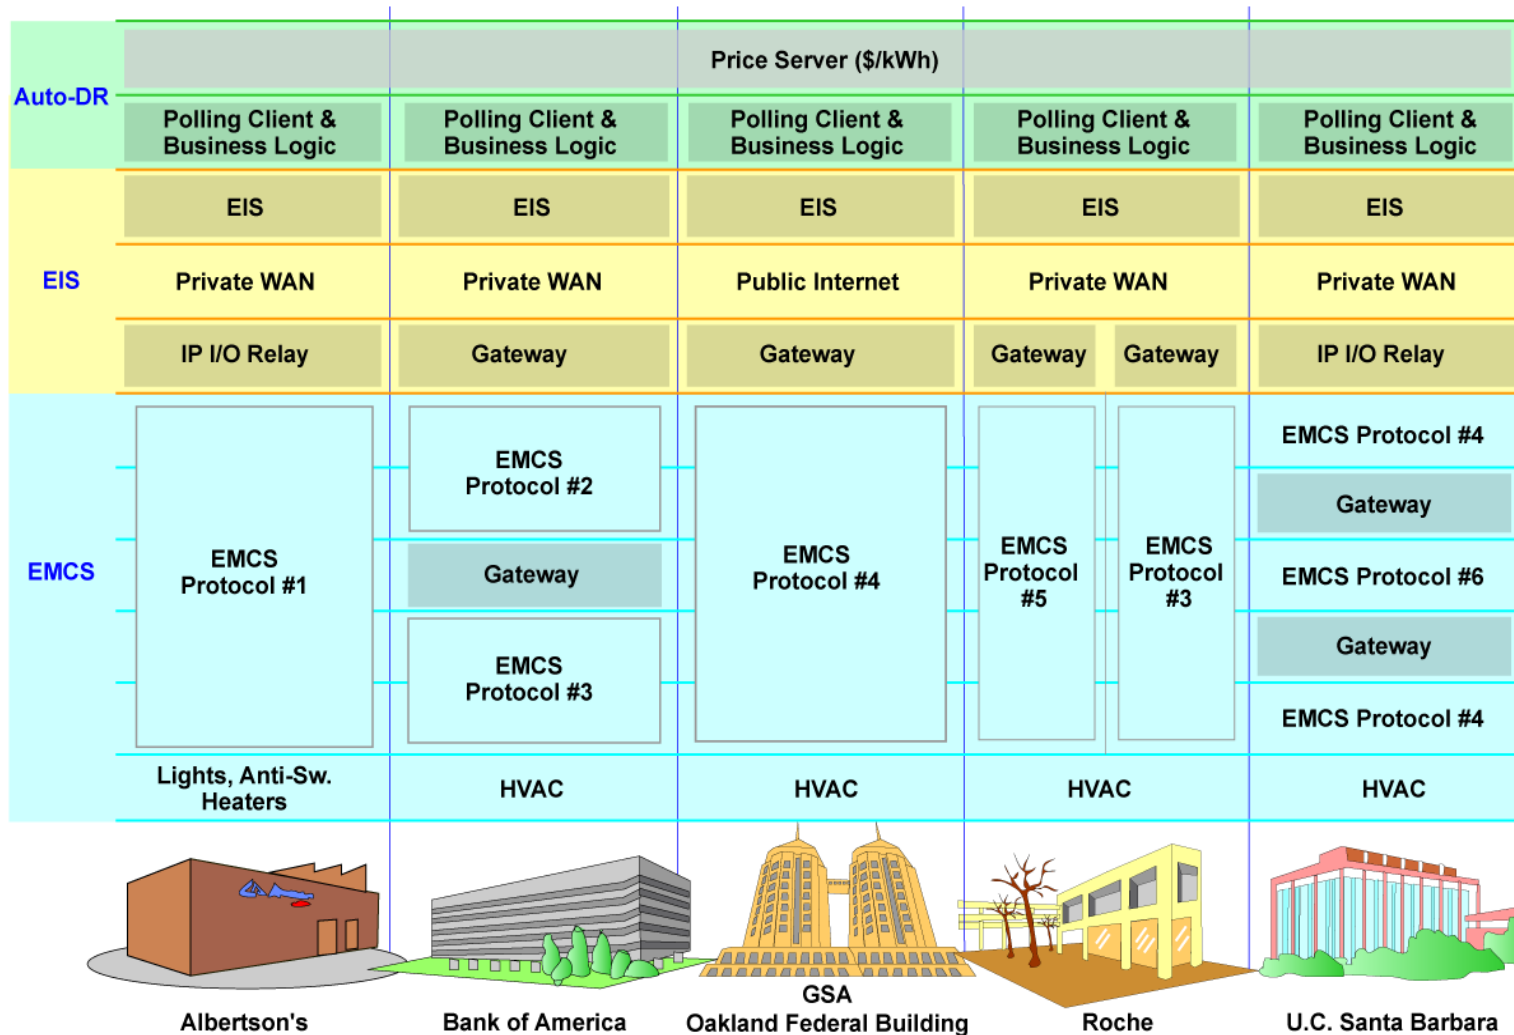 Price Server ($/kWh)
Auto-DR
Polling Client &
Business Logic
Polling Client &
Business Logic
Polling Client &
Business Logic
Polling Client &
Business Logic
Polling Client &
Business Logic
EIS
EIS
EIS
EIS
EIS
EIS
Private WAN
Private WAN
Public Internet
Private WAN
Private WAN
IP I/O Relay
Gateway
Gateway
Gateway
Gateway
IP I/O Relay
EMCS
EMCS
Protocol #1
EMCS
Protocol #2
Gateway
EMCS
Protocol #3
EMCS
Protocol #4
EMCS
Protocol
#5
EMCS
Protocol
#3
EMCS Protocol #4
Gateway
EMCS Protocol #6
Gateway
EMCS Protocol #4
Lights, Anti-Sw.
Heaters
HVAC
HVAC
HVAC
HVAC
Albertson's
Bank of America
GSA
Oakland Federal Building
Roche
U.C. Santa Barbara